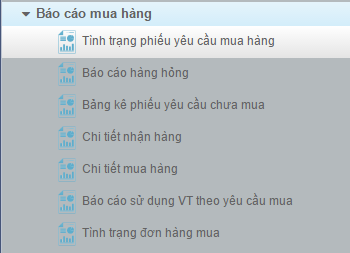 Báo cáo mua hàng
Tình trạng phiếu yêu cầu mua hàng
Báo cáo hàng hỏng
Bảng kê phiếu yêu cầu chưa mua
Chi tiết nhận hàng
Chi tiết mua hàng
Báo cáo sử dụng VT theo yêu cầu mua
Tình trạng đơn hàng mua